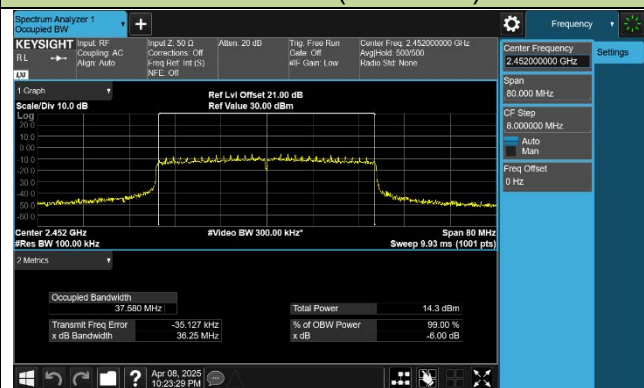 Spectrum Analyzer 1
Occupied BW
+
Frequency
KEYSIGHT
Input: RF
Input Z: 50 Ω
Atten: 20 dB
Trig: Free Run
Center Freq: 2.452000000 GHz
RL
Coupling: AC
Corrections: Off
Gate: Off
Avg|Hold: 500/500
Align: Auto
Freq Ref: Int (S)
#IF Gain: Low
Radio Std: None
LXI
NFE: Off
Center Frequency
2.452000000 GHz
Settings
Span
80.000 MHz
CF Step
8.000000 MHz
Auto
Man
Freq Offset
0 Hz
1 Graph
Ref Lvl Offset 21.00 dB
Scale/Div 10.0 dB
Ref Value 30.00 dBm
Log
20.0
10.0
0.00
-10.0
-20.0
-30.0
-40.0
-50.0
-60.0
Center 2.452 GHz
#Video BW 300.00 kHz*
Span 80 MHz
#Res BW 100.00 kHz
Sweep 9.93 ms (1001 pts)
2 Metrics
Occupied Bandwidth
37.580 MHz
Total Power
14.3 dBm
Transmit Freq Error
-35.127 kHz
% of OBW Power
99.00 %
x dB Bandwidth
36.25 MHz
x dB
-6.00 dB
?
Apr 08, 2025
10:23:29 PM